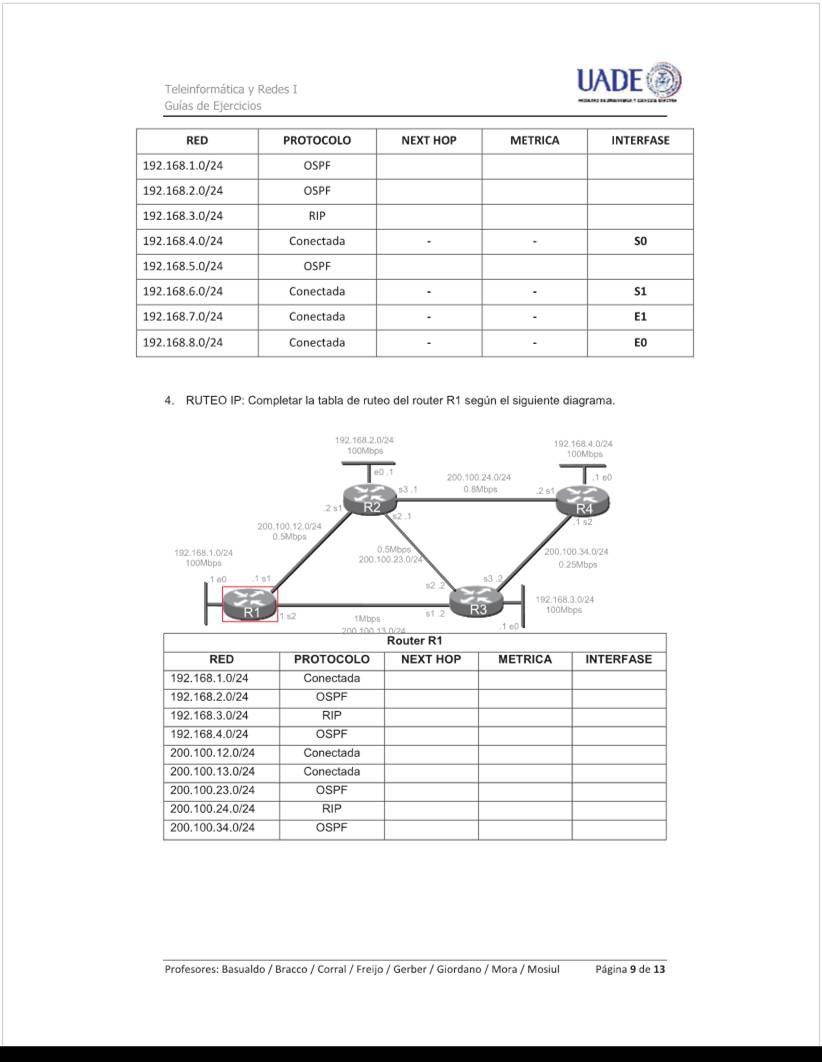 Teleinformática y Redes I
Guías de Ejercicios
UADE
RED PROTOCOLO NEXT HOP METRICA INTERFASE
192.168.1.0/24 OSPF
192.168.2.0/24 OSPF
192.168.3.0/24 RIP
192.168.4.0/24 Conectada - - S0
192.168.5.0/24 OSPF
192.168.6.0/24 Conectada - - S1
192.168.7.0/24 Conectada - - E1
192.168.8.0/24 Conectada - - E0
4. RUTEO IP: Completar la tabla de ruteo del router R1 según el siguiente diagrama.
192.168.2.0/24
100Mbps
192.168.4.0/24
100Mbps
e0 .1
.1 e0
200.100.24.0/24
0.8Mbps
s3 .1
.2 s1
R2
R4
.2 s1
s2 .1
.1 s2
200.100.12.0/24
0.5Mbps
0.5Mbps
200.100.23.0/24
200.100.34.0/24
0.25Mbps
192.168.1.0/24
100Mbps
.1 e0
.1 s1
s2 .2
s3 .2
192.168.3.0/24
100Mbps
R1
.1 s2
1Mbps
200.100.13.0/24
s1 .2
R3
.1 e0
Router R1
RED PROTOCOLO NEXT HOP METRICA INTERFASE
192.168.1.0/24 Conectada
192.168.2.0/24 OSPF
192.168.3.0/24 RIP
192.168.4.0/24 OSPF
200.100.12.0/24 Conectada
200.100.13.0/24 Conectada
200.100.23.0/24 OSPF
200.100.24.0/24 RIP
200.100.34.0/24 OSPF
Profesores: Basualdo / Bracco / Corral / Freijo / Gerber / Giordano / Mora / Mosiul Página 9 de 13